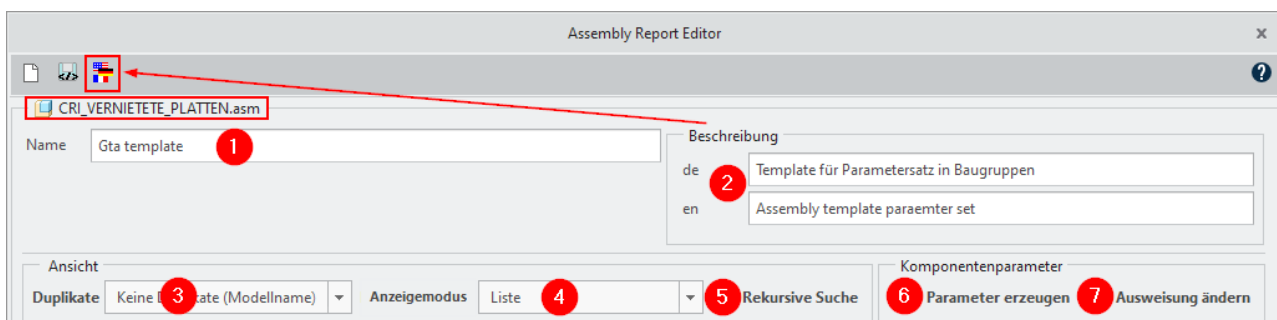 Assembly Report Editor
CRI_VERNIETETE_PLATTEN.asm
Name Gta template 1
Beschreibung
de Template für Parametersatz in Baugruppen
2
en Assembly template paraemter set
Ansicht
Duplikate Keine D 3 kate (Modellname) Anzeigemodus Liste 4 5 Rekursive Suche
Komponentenparameter
6 Parameter erzeugen 7 Ausweisung ändern